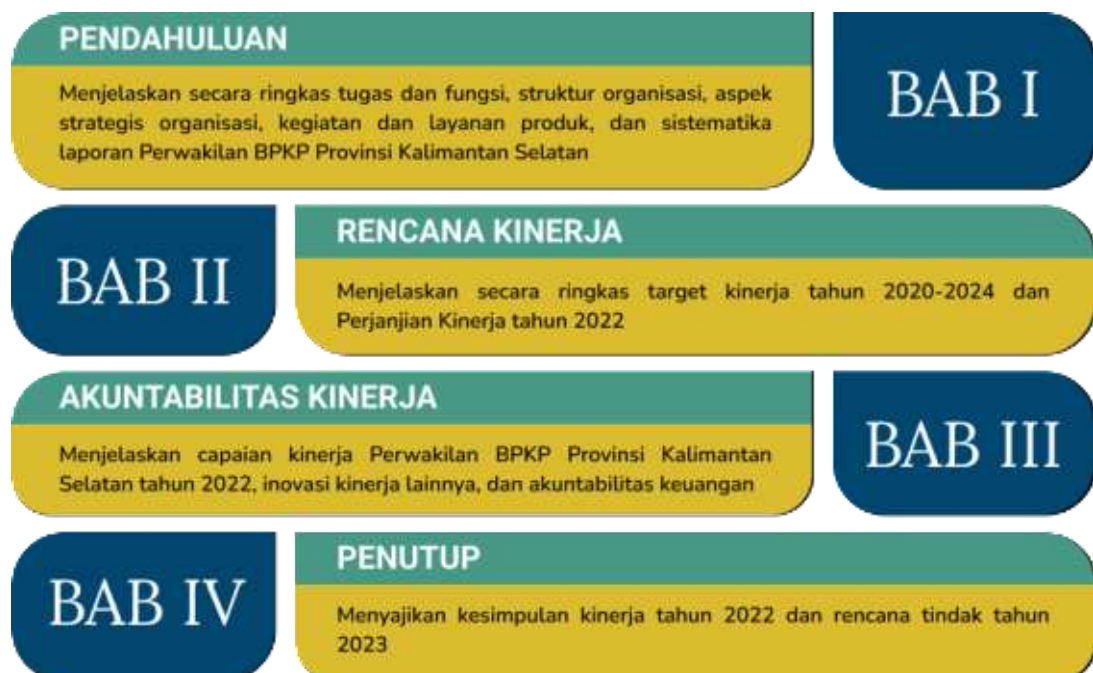 PENDAHULUAN
Menjelaskan secara ringkas tugas dan fungsi, struktur organisasi, aspek
strategis organisasi, kegiatan dan layanan produk, dan sistematika
laporan Perwakilan BPKP Provinsi Kalimantan Selatan
BAB I
BAB II
RENCANA KINERJA
Menjelaskan secara ringkas target kinerja tahun 2020-2024 dan
Perjanjian Kinerja tahun 2022
AKUNTABILITAS KINERJA
Menjelaskan capaian kinerja Perwakilan BPKP Provinsi Kalimantan
Selatan tahun 2022, inovasi kinerja lainnya, dan akuntabilitas keuangan
BAB III
BAB IV
PENUTUP
Menyajikan kesimpulan kinerja tahun 2022 dan rencana tindak tahun
2023